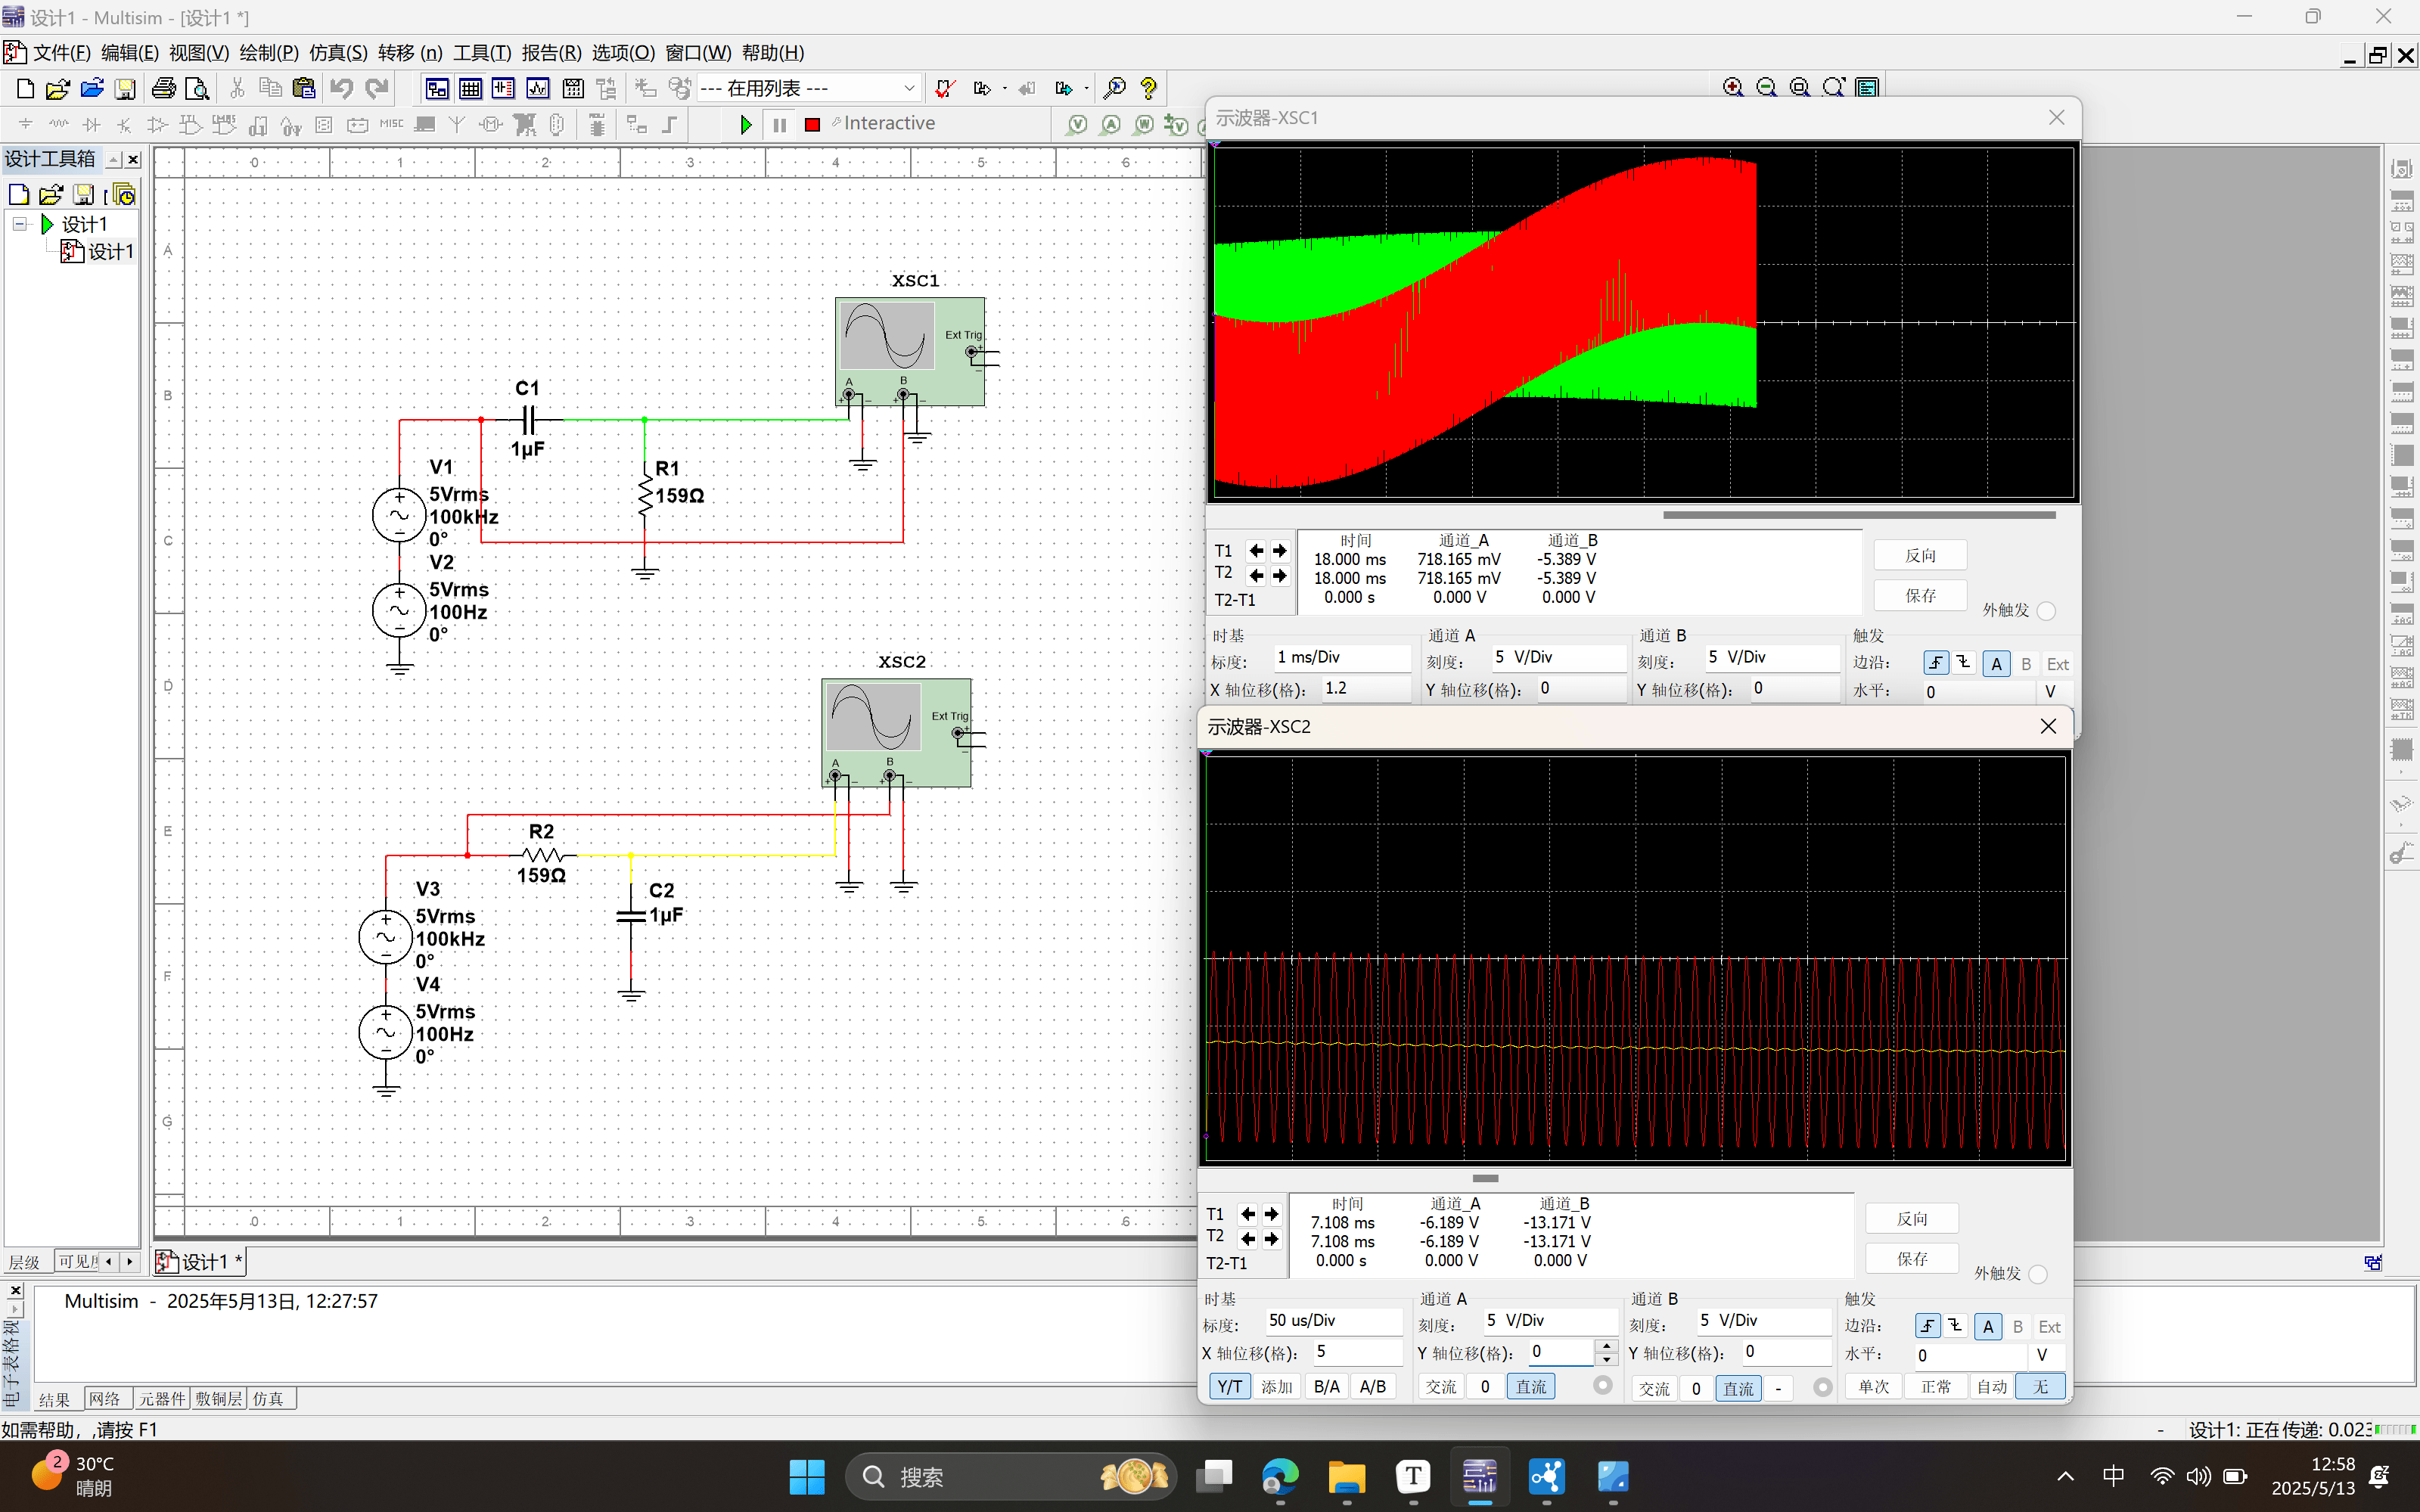 设计1 - Multisim - [设计1 *]
文件(F) 编辑(E) 视图(V) 绘制(P) 仿真(S) 转移 (n) 工具(T) 报告(R) 选项(O) 窗口(W) 帮助(H)
--- 在用列表 ---
MISC
Interactive
设计工具箱
设计1
设计1
层级
可见度
0 1 2 3 4 5 6
A
B
C
D
E
F
G
XSC1
Ext Trig
A B
C1
1µF
V1
5Vrms
100kHz
0°
V2
5Vrms
100Hz
0°
R1
159Ω
XSC2
Ext Trig
A B
R2
159Ω
C2
1µF
V3
5Vrms
100kHz
0°
V4
5Vrms
100Hz
0°
0 1 2 3 4 5 6
设计1 *
示波器-XSC1
时间 通道_A 通道_B
T1 18.000 ms 718.165 mV -5.389 V
T2 18.000 ms 718.165 mV -5.389 V
T2-T1 0.000 s 0.000 V 0.000 V
反向
保存
外触发
时基 通道 A 通道 B 触发
标度: 1 ms/Div 刻度: 5 V/Div 刻度: 5 V/Div 边沿: A B Ext
X 轴位移(格): 1.2 Y 轴位移(格): 0 Y 轴位移(格): 0 水平: 0 V
示波器-XSC2
时间 通道_A 通道_B
T1 7.108 ms -6.189 V -13.171 V
T2 7.108 ms -6.189 V -13.171 V
T2-T1 0.000 s 0.000 V 0.000 V
反向
保存
外触发
时基 通道 A 通道 B 触发
标度: 50 us/Div 刻度: 5 V/Div 刻度: 5 V/Div 边沿: A B Ext
X 轴位移(格): 5 Y 轴位移(格): 0 Y 轴位移(格): 0 水平: 0 V
Y/T 添加 B/A A/B 交流 0 直流 交流 0 直流 - 单次 正常 自动 无
Multisim - 2025年5月13日, 12:27:57
电子表格视
结果 网络 元器件 敷铜层 仿真
如需帮助，,请按 F1
- 设计1: 正在传递: 0.023
2
30°C
晴朗
搜索
T
中
12:58
2025/5/13